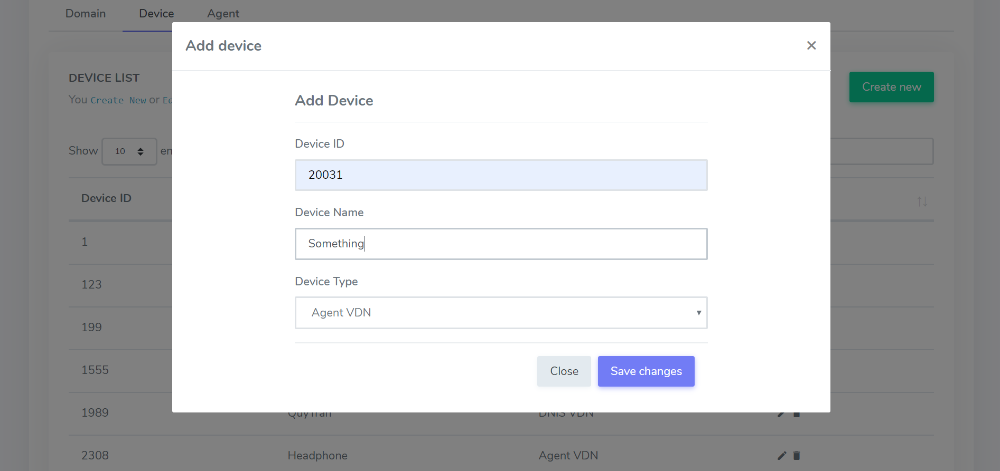 Domain Device Agent
Add device ×
DEVICE LIST
You Create New or Ed
Create new
Add Device
Device ID
20031
Show 10 en
Device ID
Device Name
Something
1
123
Device Type
Agent VDN
199
1555
Close Save changes
1989 QuyTran DNIS VDN
2308 Headphone Agent VDN